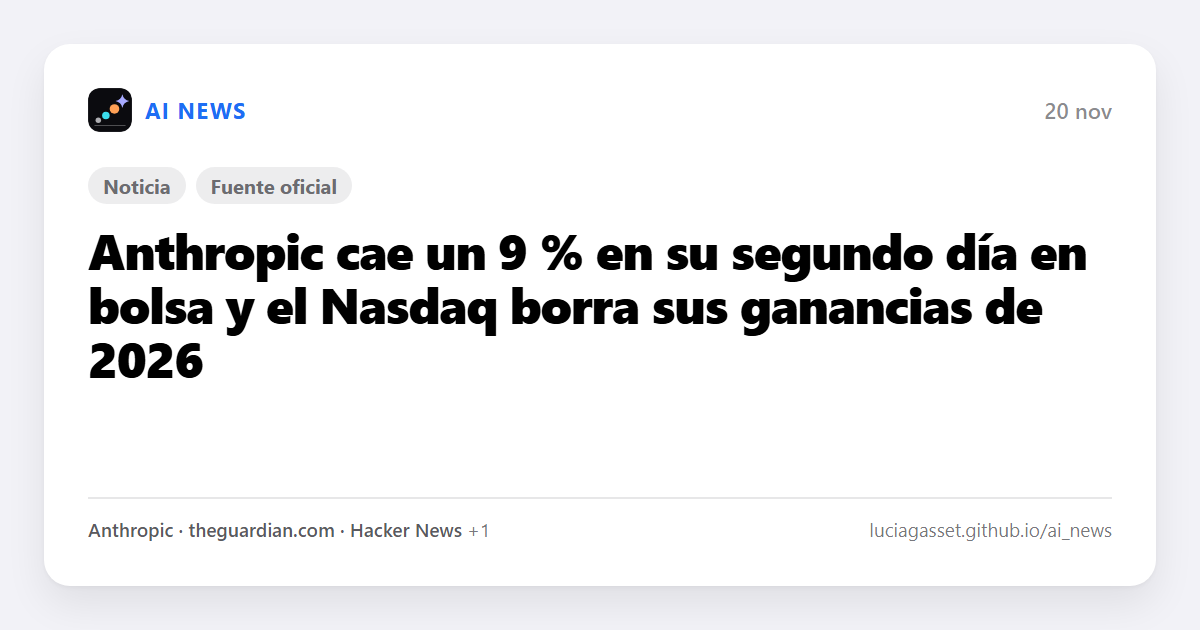 AI NEWS
20 nov
Noticia
Fuente oficial
Anthropic cae un 9 % en su segundo día en
bolsa y el Nasdaq borra sus ganancias de
2026
Anthropic · theguardian.com · Hacker News +1
luciagasset.github.io/ai_news